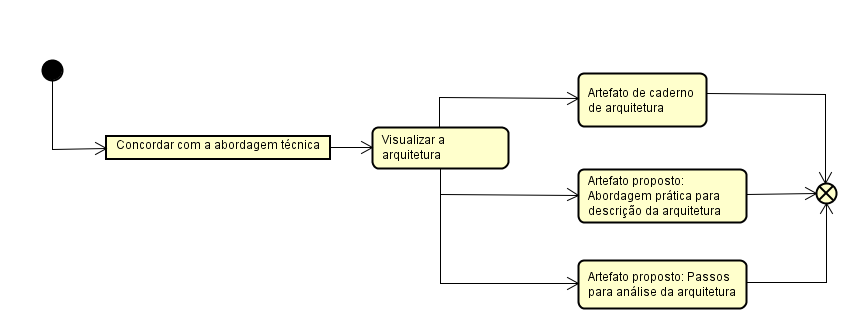 Concordar com a abordagem técnica
Visualizar a
arquitetura
Artefato de caderno
de arquitetura
Artefato proposto:
Abordagem prática para
descrição da arquitetura
Artefato proposto: Passos
para análise da arquitetura